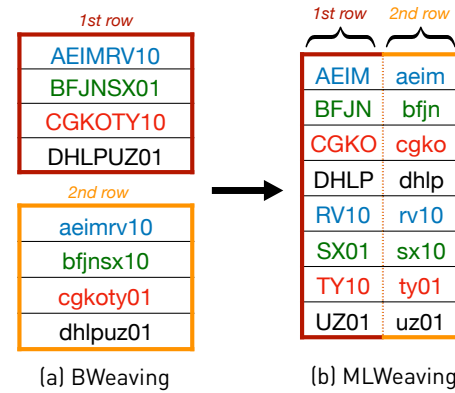 1st row
AEIMRV10
BFJNSX01
CGKOTY10
DHLPUZ01
2nd row
aeimrv10
bfjnsx10
cgkoty01
dhlpuz01
(a) BWeaving
1st row 2nd row
AEIM aeim
BFJN bfjn
CGKO cgko
DHLP dhlp
RV10 rv10
SX01 sx10
TY10 ty01
UZ01 uz01
(b) MLWeaving